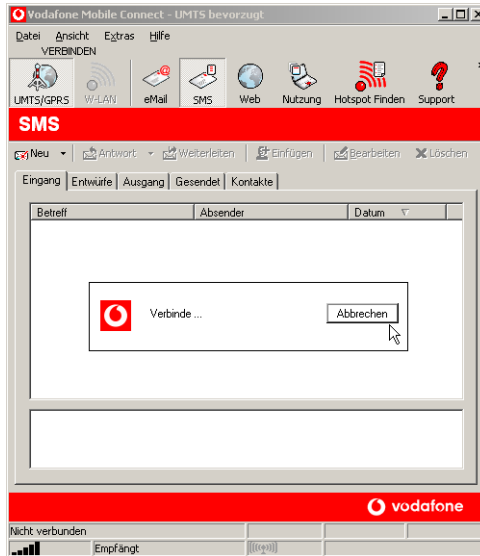 Vodafone Mobile Connect - UMTS bevorzugt
Datei Ansicht Extras Hilfe
VERBINDEN
UMTS/GPRS W-LAN eMail SMS Web Nutzung Hotspot Finden Support
SMS
Neu Antwort Weiterleiten Einfügen Bearbeiten Löschen
Eingang Entwürfe Ausgang Gesendet Kontakte
Betreff Absender Datum
Verbinde ... Abbrechen
vodafone
Nicht verbunden
Empfängt